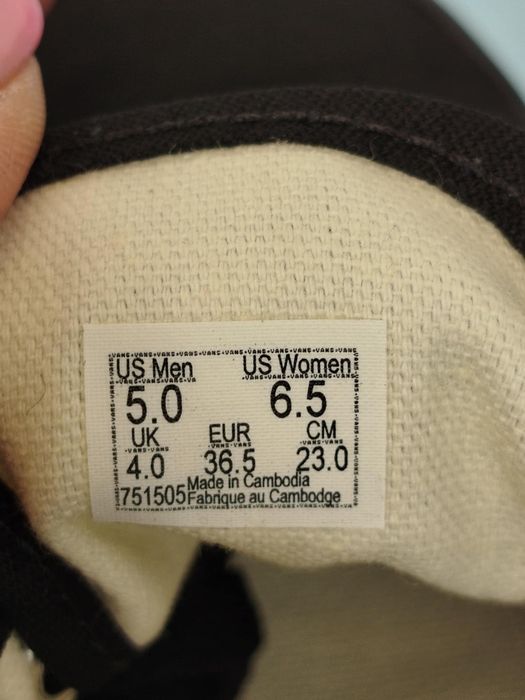 US Men US Women
5.0 6.5
UK EUR CM
4.0 36.5 23.0
751505 Made in Cambodia
Fabrique au Cambodge